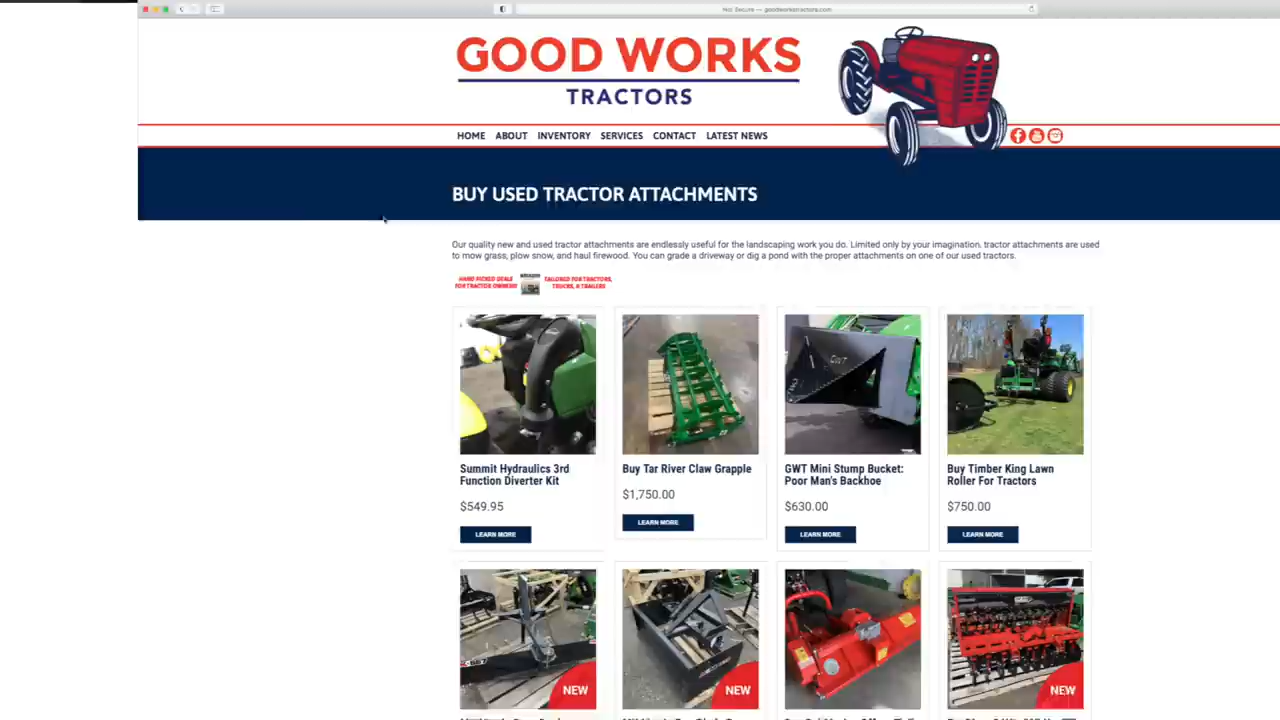 Not Secure — goodworkstractors.com
GOOD WORKS
TRACTORS
HOME ABOUT INVENTORY SERVICES CONTACT LATEST NEWS
BUY USED TRACTOR ATTACHMENTS
Our quality new and used tractor attachments are endlessly useful for the landscaping work you do. Limited only by your imagination, tractor attachments are used
to mow grass, plow snow, and haul firewood. You can grade a driveway or dig a pond with the proper attachments on one of our used tractors.
HAND PICKED DEALS
FOR TRACTOR OWNERS!
TAILORED FOR TRACTORS,
TRUCKS, & TRAILERS
GWT
Summit Hydraulics 3rd
Function Diverter Kit
$549.95
LEARN MORE
Buy Tar River Claw Grapple
$1,750.00
LEARN MORE
GWT Mini Stump Bucket:
Poor Man's Backhoe
$630.00
LEARN MORE
Buy Timber King Lawn
Roller For Tractors
$750.00
LEARN MORE
NEW
NEW
NEW